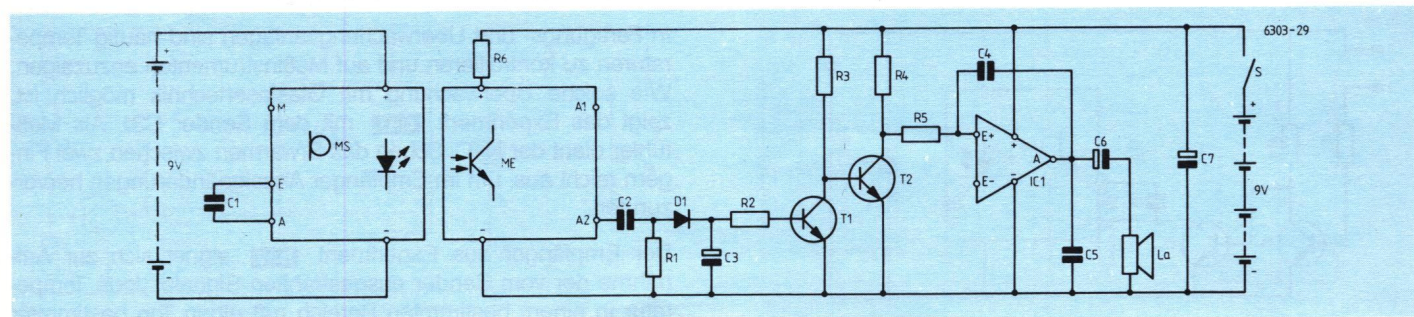 6303-29
+
9V
-
M
MS
C1
E
A
+
-
R6
+
A1
ME
A2
-
C2
R1
D1
C3
R2
R3
T1
R4
T2
R5
C4
E+
E-
+
-
A
IC1
C5
C6
La
C7
S
+
-
9V
+
-